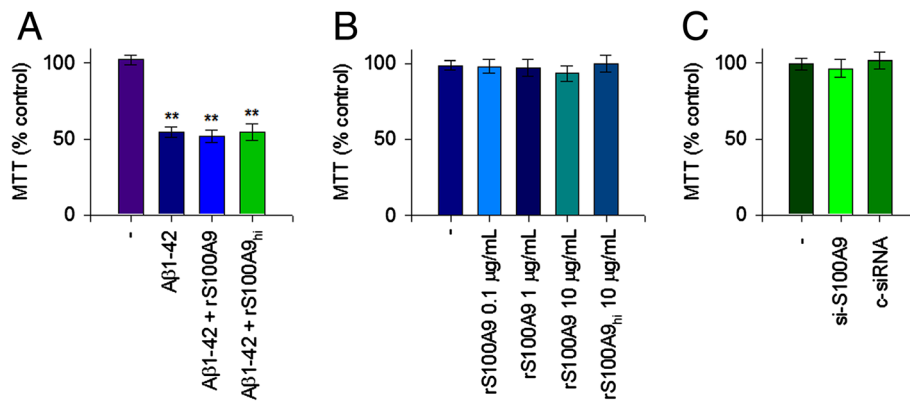 A
MTT (% control)
100
50
0
**
**
**
-
Aβ1-42
Aβ1-42 + rS100A9
Aβ1-42 + rS100A9hi
B
MTT (% control)
100
50
0
-
rS100A9 0.1 µg/mL
rS100A9 1 µg/mL
rS100A9 10 µg/mL
rS100A9hi 10 µg/mL
C
MTT (% control)
100
50
0
-
si-S100A9
c-siRNA